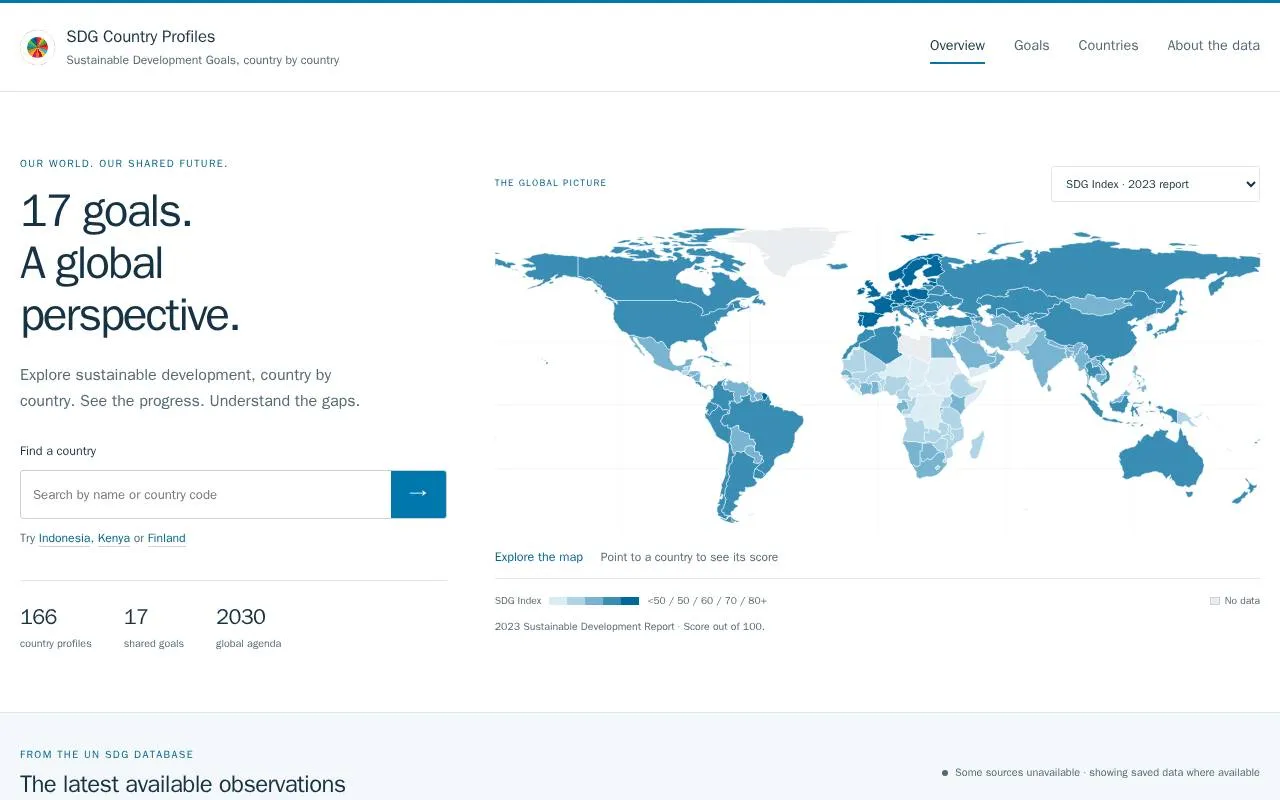 SDG Country Profiles
Sustainable Development Goals, country by country
Overview
Goals
Countries
About the data
OUR WORLD. OUR SHARED FUTURE.
17 goals.
A global
perspective.
Explore sustainable development, country by
country. See the progress. Understand the gaps.
Find a country
Search by name or country code
→
Try Indonesia, Kenya or Finland
166
country profiles
17
shared goals
2030
global agenda
THE GLOBAL PICTURE
SDG Index · 2023 report
Explore the map
Point to a country to see its score
SDG Index
<50 / 50 / 60 / 70 / 80+
No data
2023 Sustainable Development Report · Score out of 100.
FROM THE UN SDG DATABASE
The latest available observations
Some sources unavailable · showing saved data where available